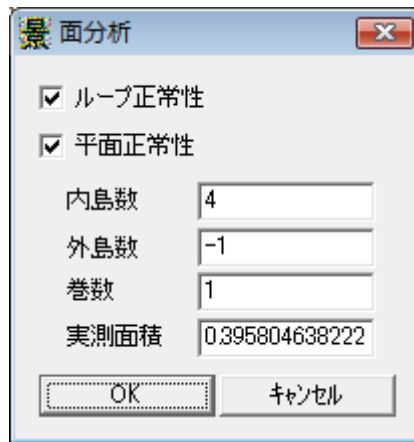 景 面分析
ループ正常性
平面正常性
内島数 4
外島数 -1
巻数 1
実測面積 0.395804638222
OK キャンセル